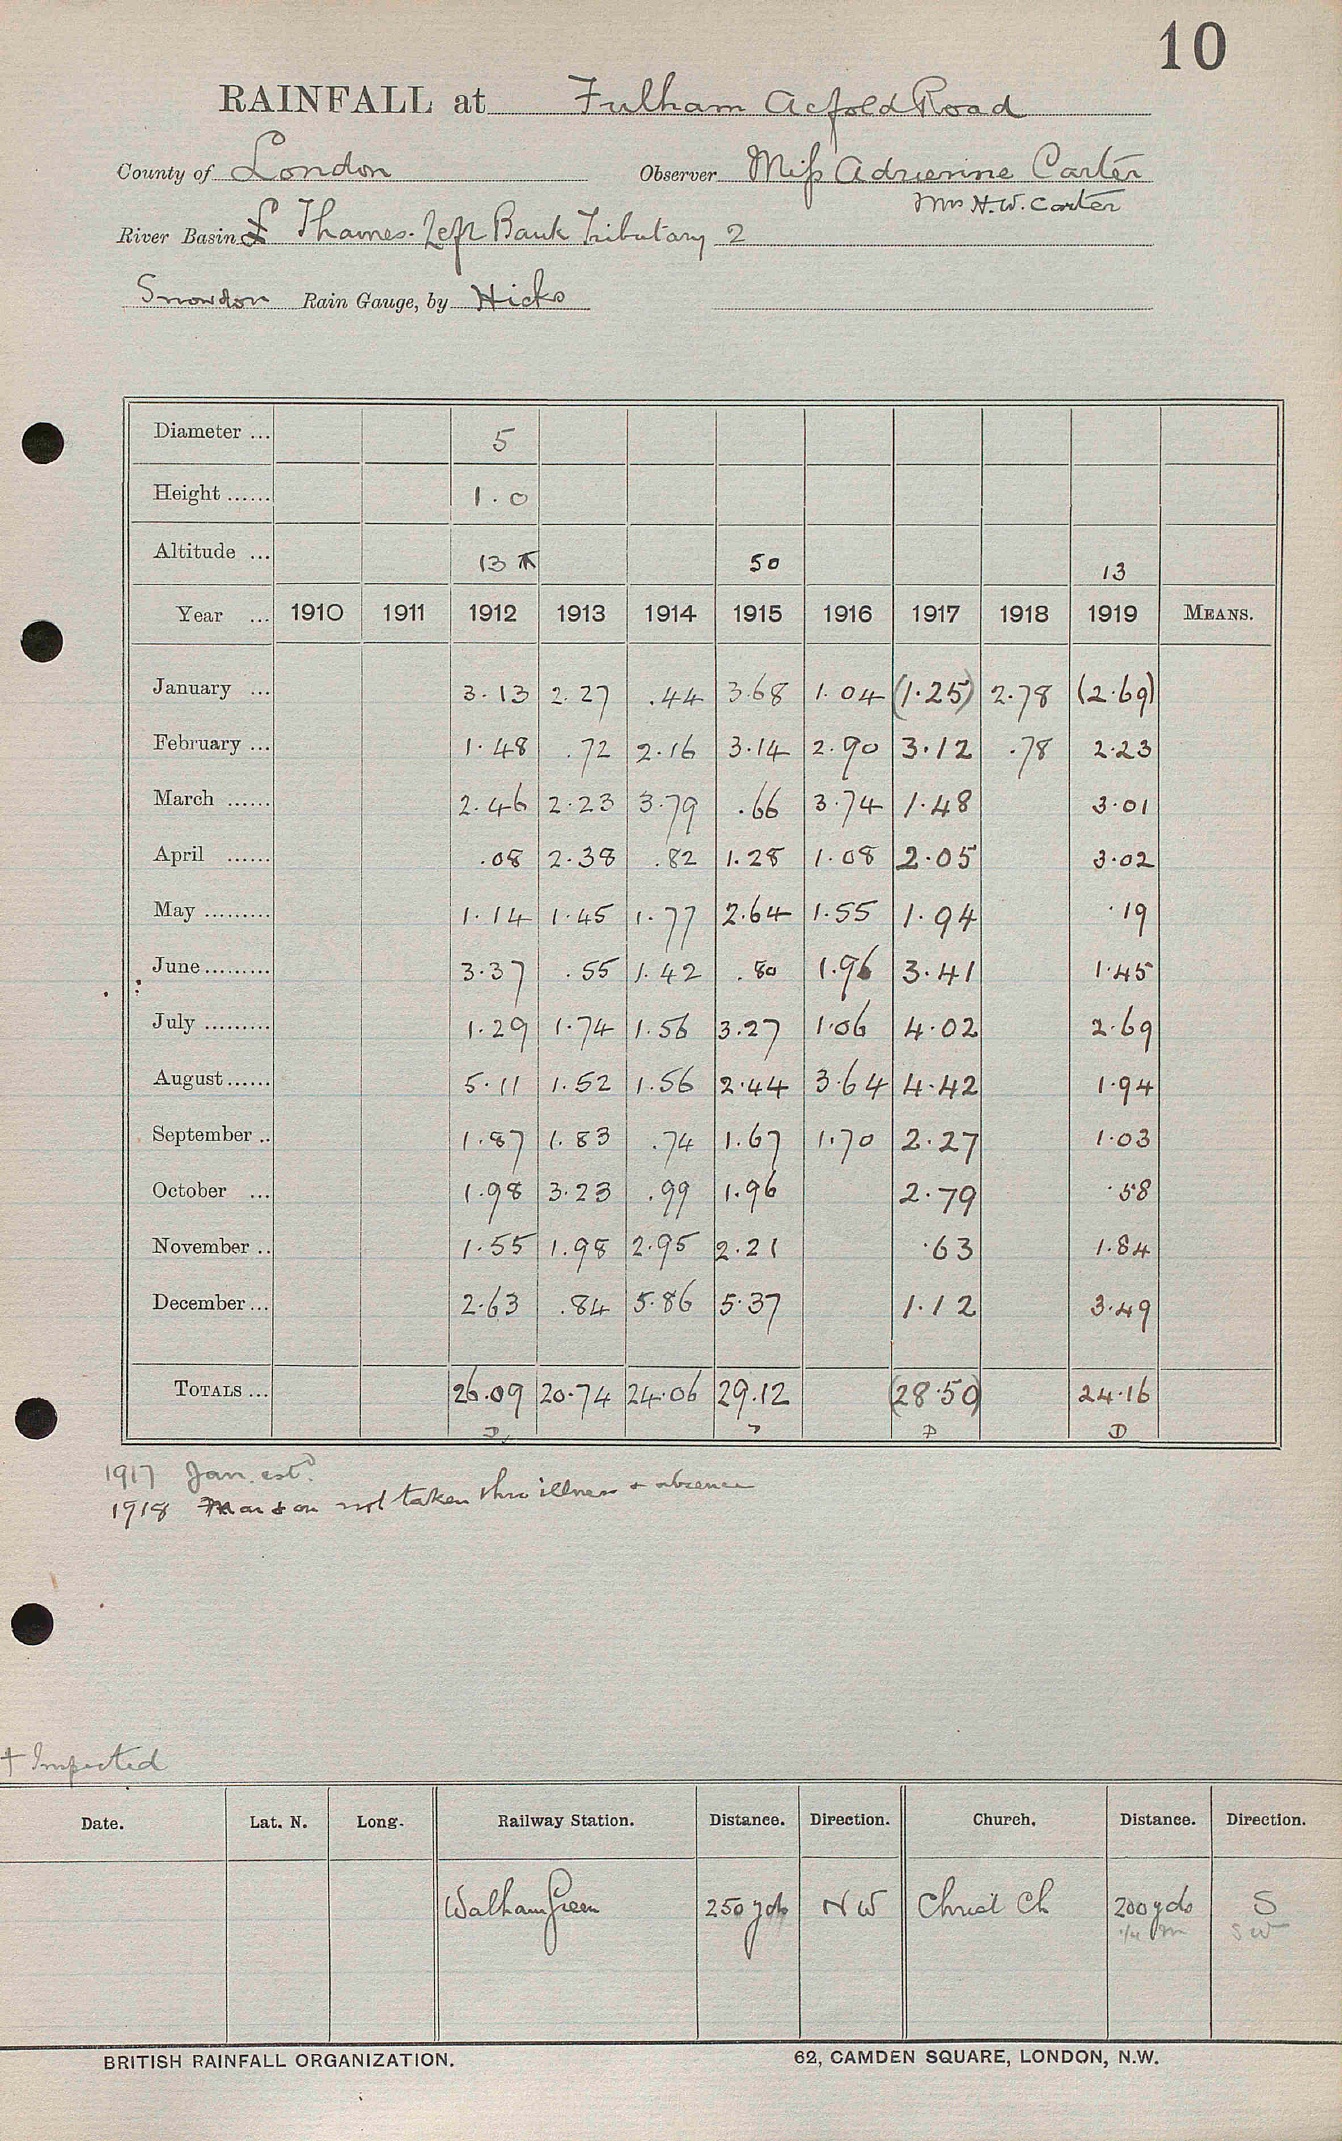 10
RAINFALL at Fulham Acfold Road
County of London Observer Miss Adrienne Carter
Mrs H. W. Carter
River Basin Thames. Left Bank Tributary 2
Snowdon Rain Gauge, by Hicks
Diameter ... 5
Height ...... 1.0
Altitude ... 13 50 13
Year ... 1910 1911 1912 1913 1914 1915 1916 1917 1918 1919 MEANS.
January ... 3.13 2.27 .44 3.68 1.04 (1.25) 2.78 (2.69)
February ... 1.48 .72 2.16 3.14 2.90 3.12 .78 2.23
March ...... 2.46 2.23 3.79 .66 3.74 1.48 3.01
April ...... .08 2.38 .82 1.28 1.08 2.05 3.02
May ......... 1.14 1.45 1.77 2.64 1.55 1.94 .19
June ......... 3.37 .55 1.42 .80 1.96 3.41 1.45
July ......... 1.29 1.74 1.56 3.27 1.06 4.02 2.69
August ...... 5.11 1.52 1.56 2.44 3.64 4.42 1.94
September .. 1.87 1.83 .74 1.67 1.70 2.27 1.03
October ... 1.98 3.23 .99 1.96 2.79 .58
November .. 1.55 1.98 2.95 2.21 .63 1.84
December ... 2.63 .84 5.86 5.37 1.12 3.49
TOTALS ... 26.09 20.74 24.06 29.12 (28.50) 24.16
D D D
1917 Jan. estd.
1918 Mar & on not taken thro illness & absence
† Inspected
Date. Lat. N. Long. Railway Station. Distance. Direction. Church. Distance. Direction.
Walham Green 250 yds NW Christ Ch 200 yds S
1/4 m SW
BRITISH RAINFALL ORGANIZATION. 62, CAMDEN SQUARE, LONDON, N.W.